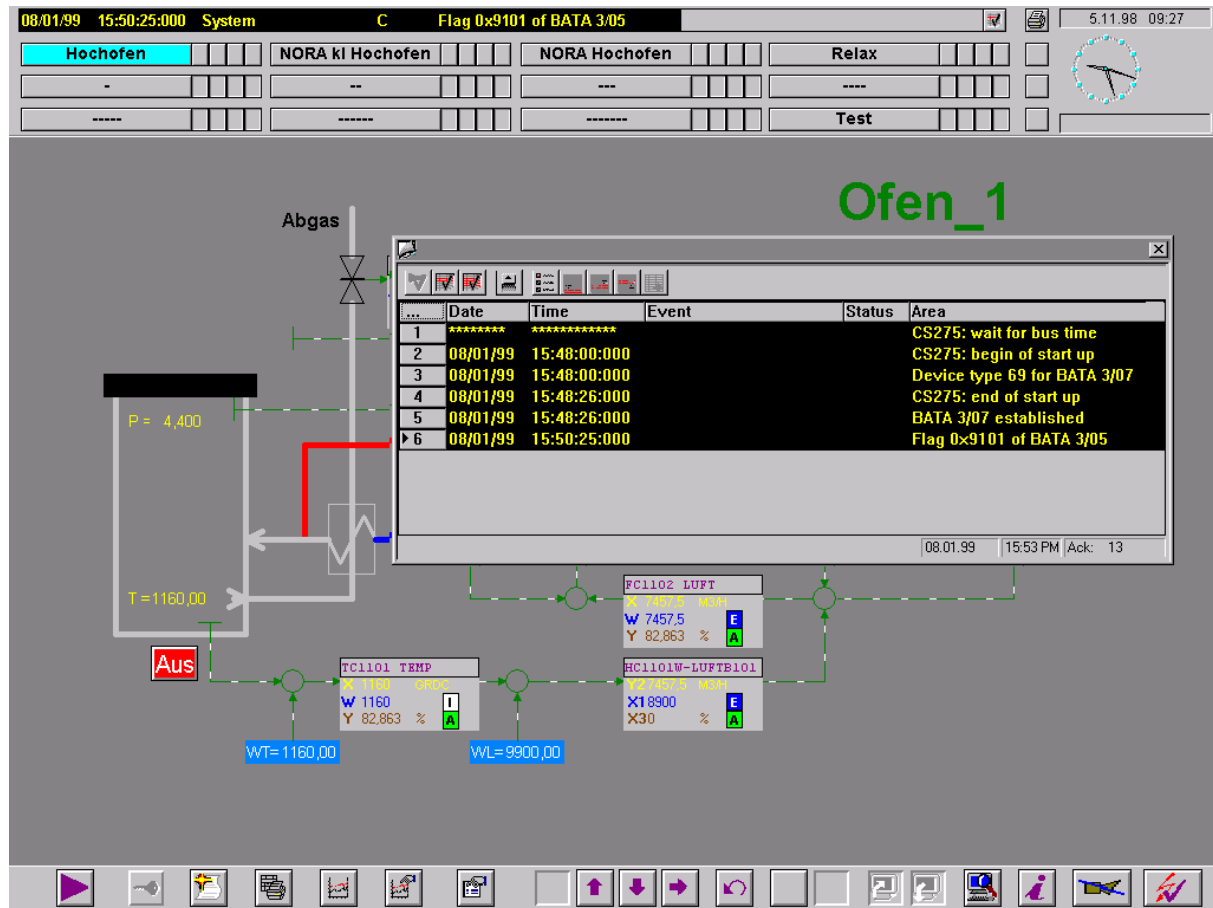 08/01/99 15:50:25:000 System C Flag 0x9101 of BATA 3/05
5.11.98 09:27
Hochofen NORA kl Hochofen NORA Hochofen Relax
- -- --- ----
----- ------ ------- Test
Ofen_1
Abgas
... Date Time Event Status Area
1 ******** ************ CS275: wait for bus time
2 08/01/99 15:48:00:000 CS275: begin of start up
3 08/01/99 15:48:00:000 Device type 69 for BATA 3/07
4 08/01/99 15:48:26:000 CS275: end of start up
5 08/01/99 15:48:26:000 BATA 3/07 established
6 08/01/99 15:50:25:000 Flag 0x9101 of BATA 3/05
08.01.99 15:53 PM Ack: 13
P = 4,400
T =1160,00
Aus
FC1102 LUFT
X 7457,5 M3/H
W 7457,5 E
Y 82,863 % A
TC1101 TEMP
X 1160 GRDC
W 1160 I
Y 82,863 % A
HC1101W-LUFTB101
Y2 7457,5 M3/H
X1 8900 E
X3 0 % A
WT= 1160,00
WL= 9900,00